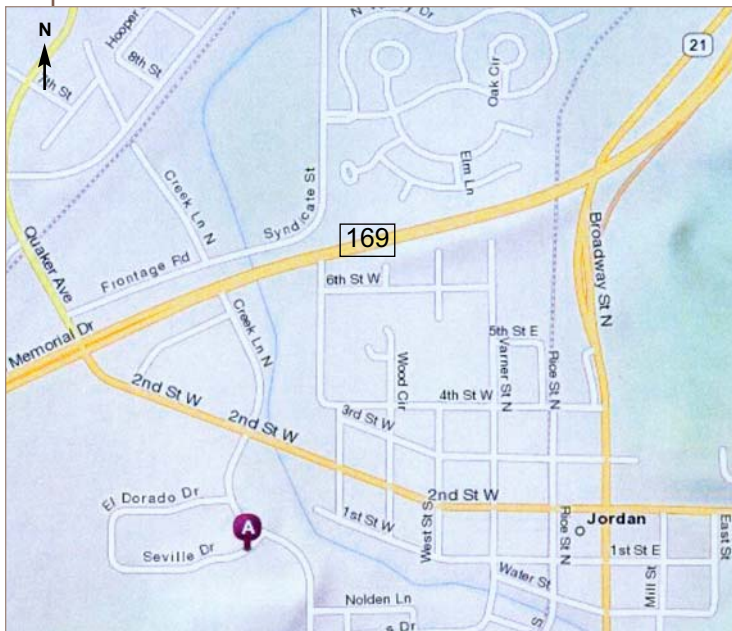 N
N
Dr
21
Hooper
8th St
7th St
Oak Cir
Elm Ln
Creek Ln N
Syndicate St
169
Broadway St N
Quaker Ave
Frontage Rd
6th St W
Memorial Dr
Creek Ln N
5th St E
Varner St N
Rice St N
Wood Cir
2nd St W
2nd St W
3rd St W
4th St W
El Dorado Dr
2nd St W
A
1st St W
West St S
Rice St N
Jordan
East St
Seville Dr
1st St E
Water St
Mill St
Nolden Ln
s Dr
S